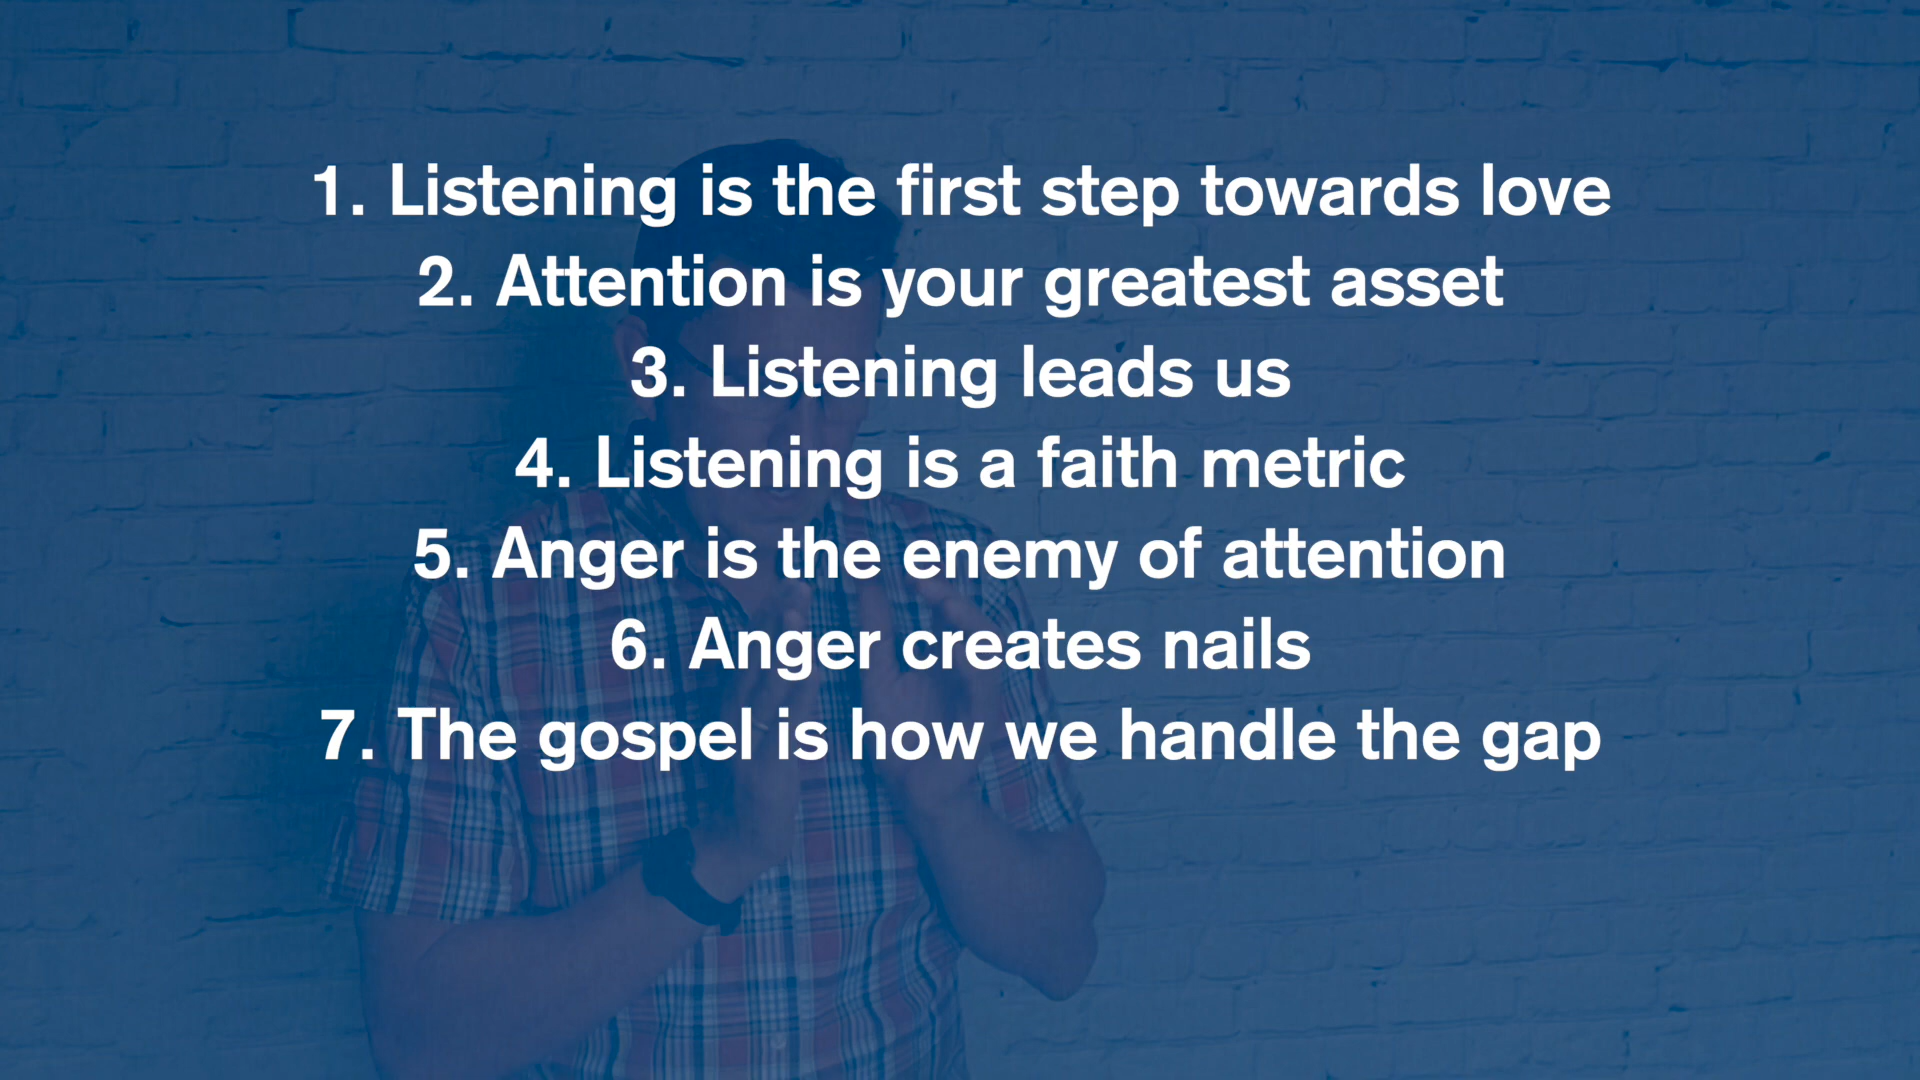 1. Listening is the first step towards love
2. Attention is your greatest asset
3. Listening leads us
4. Listening is a faith metric
5. Anger is the enemy of attention
6. Anger creates nails
7. The gospel is how we handle the gap